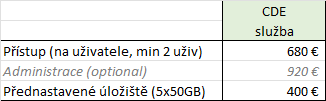 CDE
služba
Přístup (na uživatele, min 2 uživ) 680 €
Administrace (optional) 920 €
Přednastavené úložiště (5x50GB) 400 €